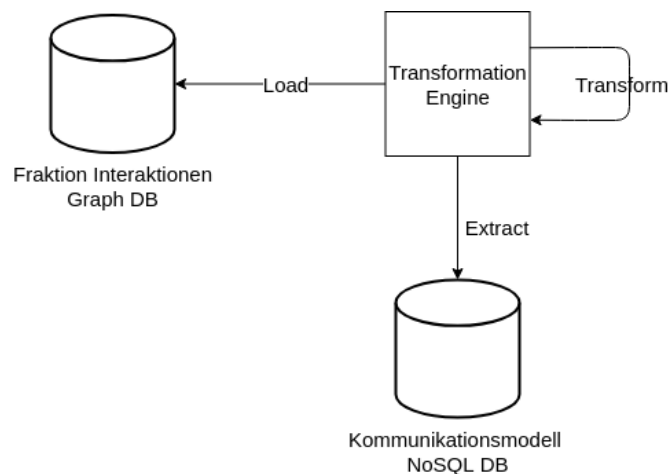 Transformation
Engine
Load
Transform
Fraktion Interaktionen
Graph DB
Extract
Kommunikationsmodell
NoSQL DB